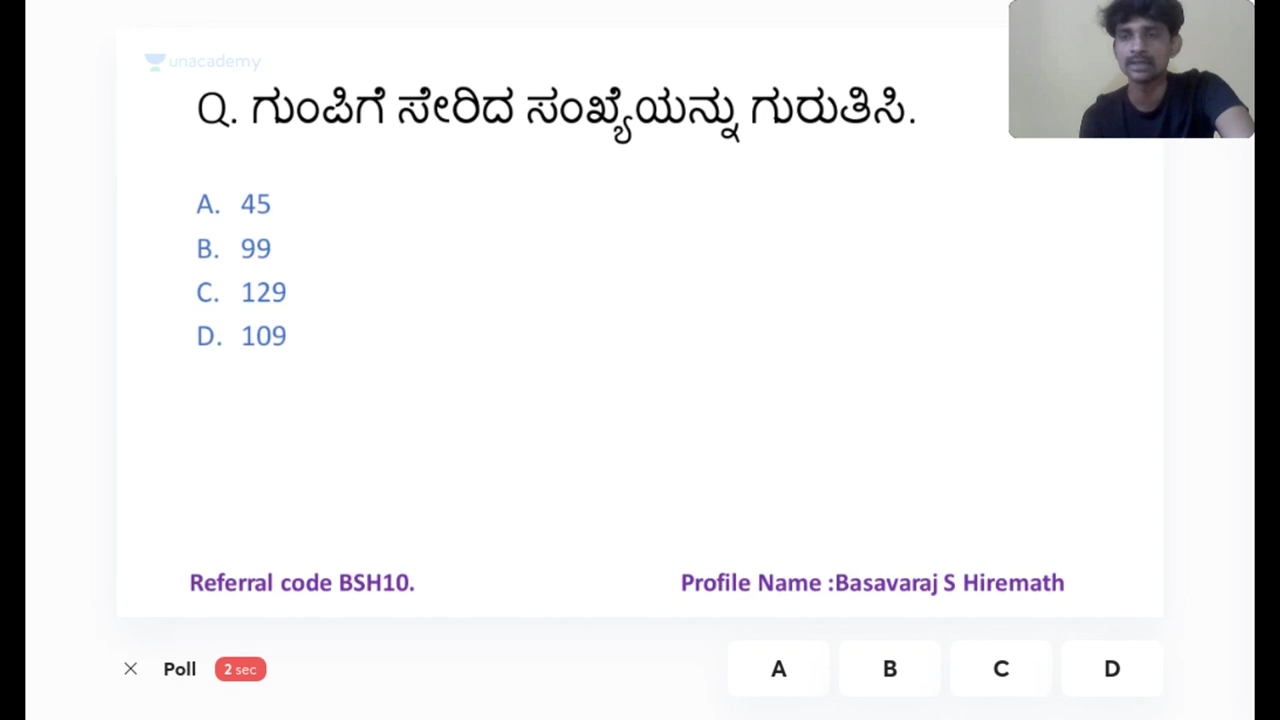 unacademy
Q. ಗುಂಪಿಗೆ ಸೇರಿದ ಸಂಖ್ಯೆಯನ್ನು ಗುರುತಿಸಿ.
A. 45
B. 99
C. 129
D. 109
Referral code BSH10. Profile Name :Basavaraj S Hiremath
× Poll 2 sec A B C D